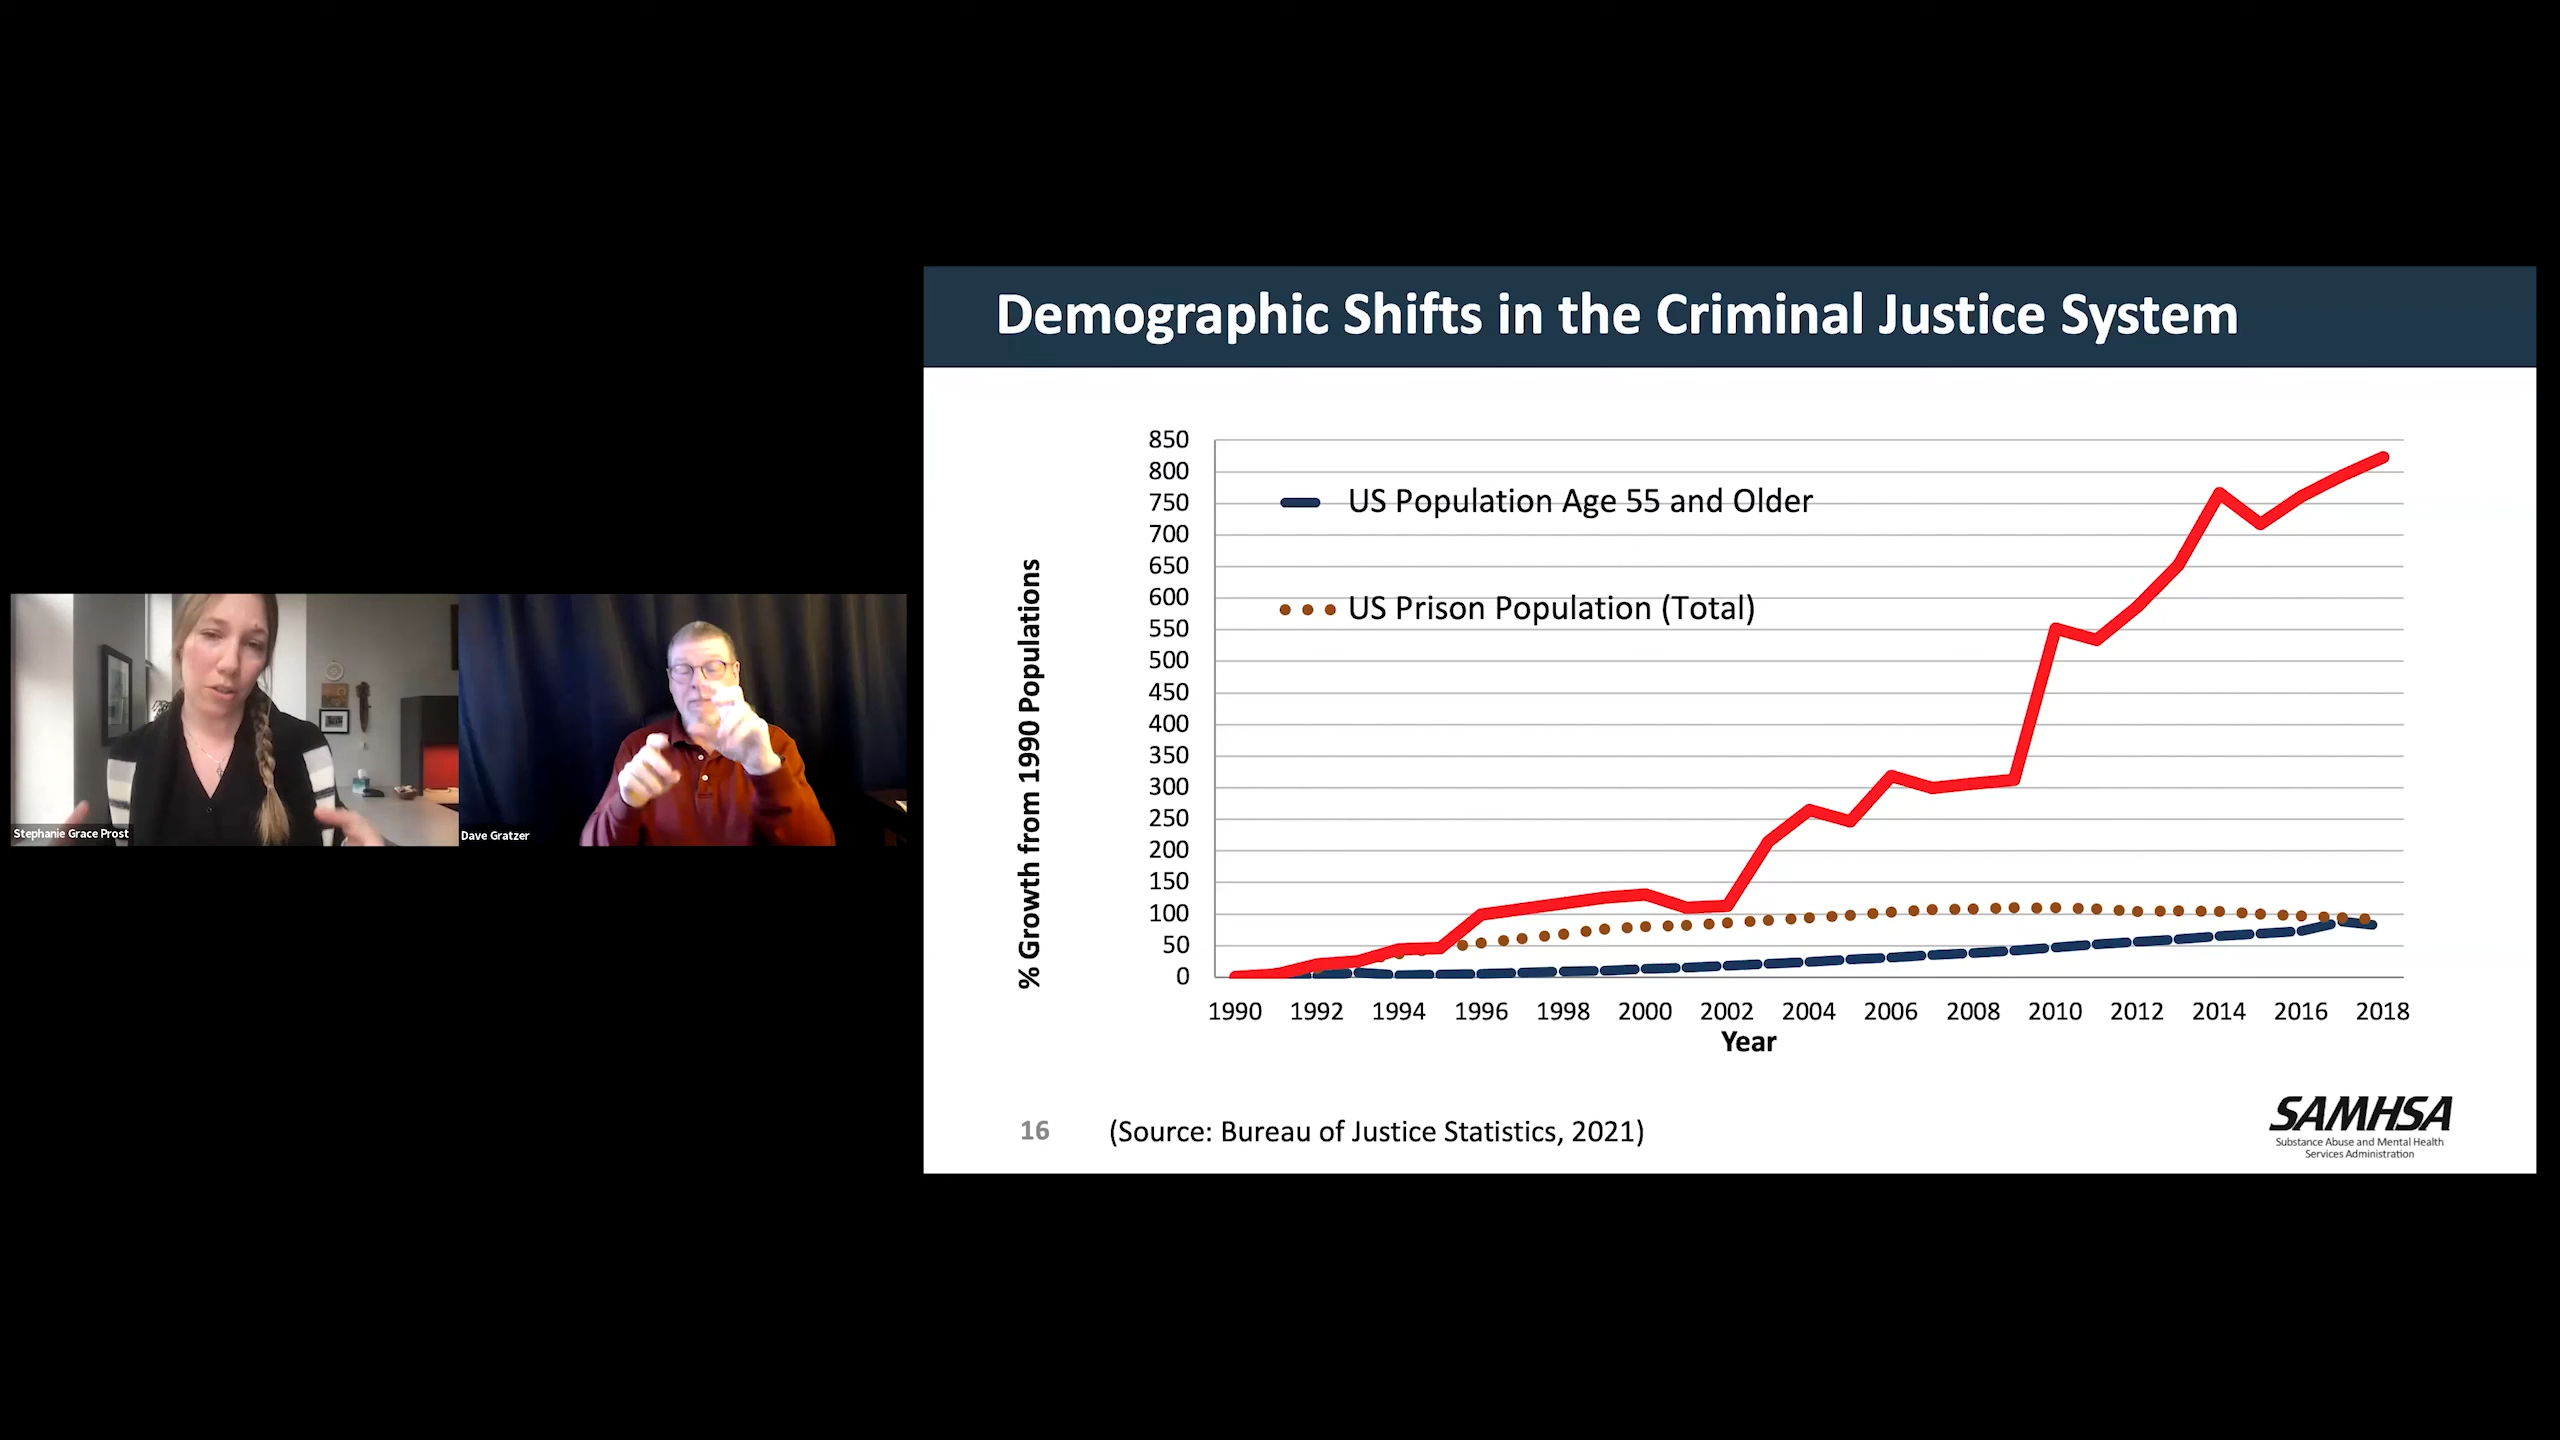 Demographic Shifts in the Criminal Justice System
% Growth from 1990 Populations
850
800
750
700
650
600
550
500
450
400
350
300
250
200
150
100
50
0
US Population Age 55 and Older
US Prison Population (Total)
1990 1992 1994 1996 1998 2000 2002 2004 2006 2008 2010 2012 2014 2016 2018
Year
16 (Source: Bureau of Justice Statistics, 2021)
SAMHSA
Substance Abuse and Mental Health
Services Administration
Stephanie Grace Prost
Dave Gratzer